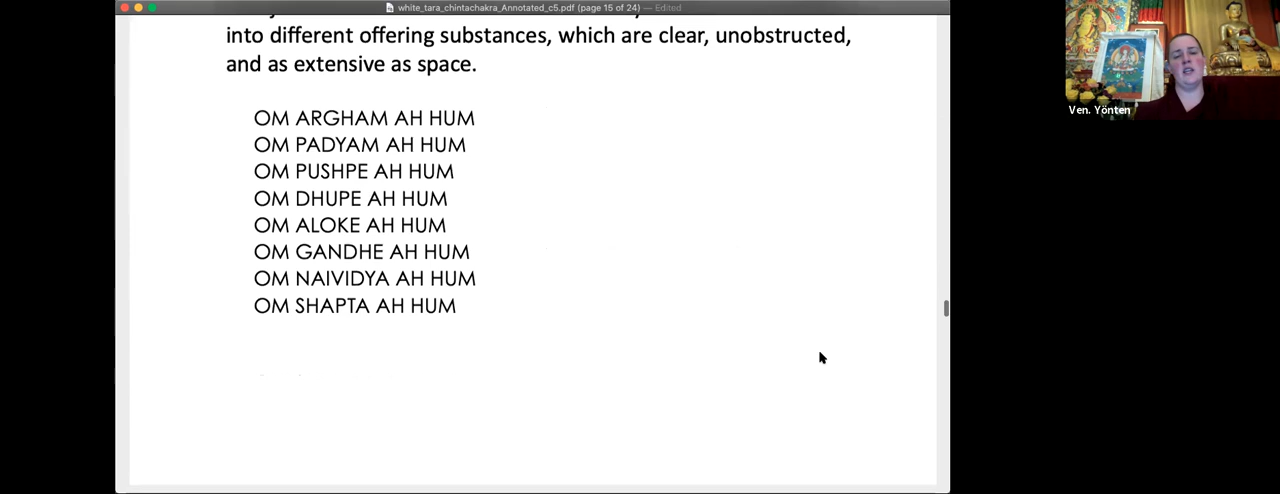 white_tara_chintachakra_Annotated_c5.pdf (page 15 of 24) — Edited
into different offering substances, which are clear, unobstructed,
and as extensive as space.
OM ARGHAM AH HUM
OM PADYAM AH HUM
OM PUSHPE AH HUM
OM DHUPE AH HUM
OM ALOKE AH HUM
OM GANDHE AH HUM
OM NAIVIDYA AH HUM
OM SHAPTA AH HUM
Ven. Yönten